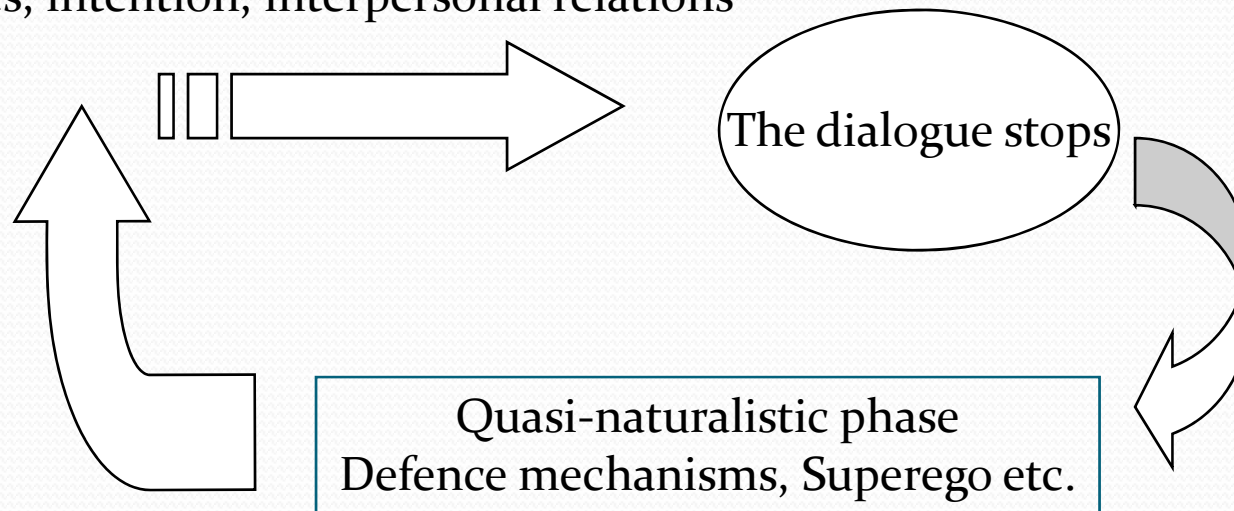 intention, interpersonal relations
The dialogue stops
Quasi-naturalistic phase
Defence mechanisms, Superego etc.